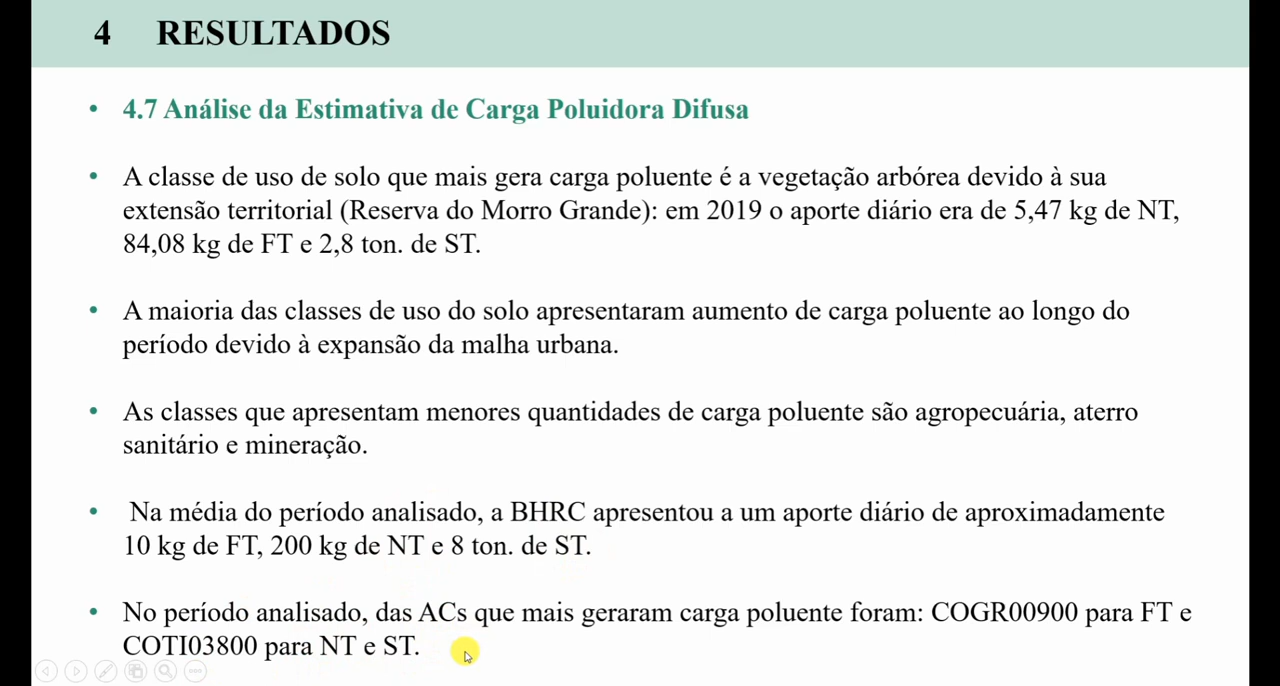 4 RESULTADOS
• 4.7 Análise da Estimativa de Carga Poluidora Difusa
• A classe de uso de solo que mais gera carga poluente é a vegetação arbórea devido à sua
extensão territorial (Reserva do Morro Grande): em 2019 o aporte diário era de 5,47 kg de NT,
84,08 kg de FT e 2,8 ton. de ST.
• A maioria das classes de uso do solo apresentaram aumento de carga poluente ao longo do
período devido à expansão da malha urbana.
• As classes que apresentam menores quantidades de carga poluente são agropecuária, aterro
sanitário e mineração.
• Na média do período analisado, a BHRC apresentou a um aporte diário de aproximadamente
10 kg de FT, 200 kg de NT e 8 ton. de ST.
• No período analisado, das ACs que mais geraram carga poluente foram: COGR00900 para FT e
COTI03800 para NT e ST.